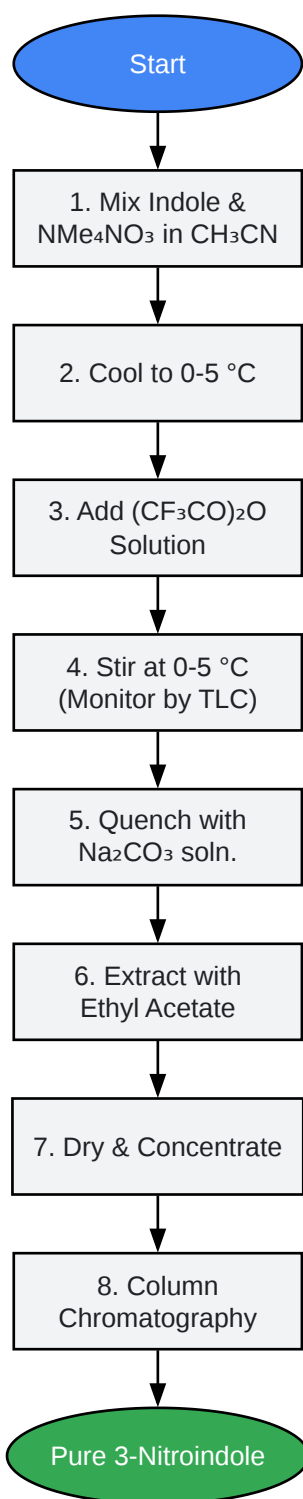 Start
1. Mix Indole &
NMe₄NO₃ in CH₃CN
2. Cool to 0-5 °C
3. Add (CF₃CO)₂O
Solution
4. Stir at 0-5 °C
(Monitor by TLC)
5. Quench with
Na₂CO₃ soln.
6. Extract with
Ethyl Acetate
7. Dry & Concentrate
8. Column
Chromatography
Pure 3-Nitroindole